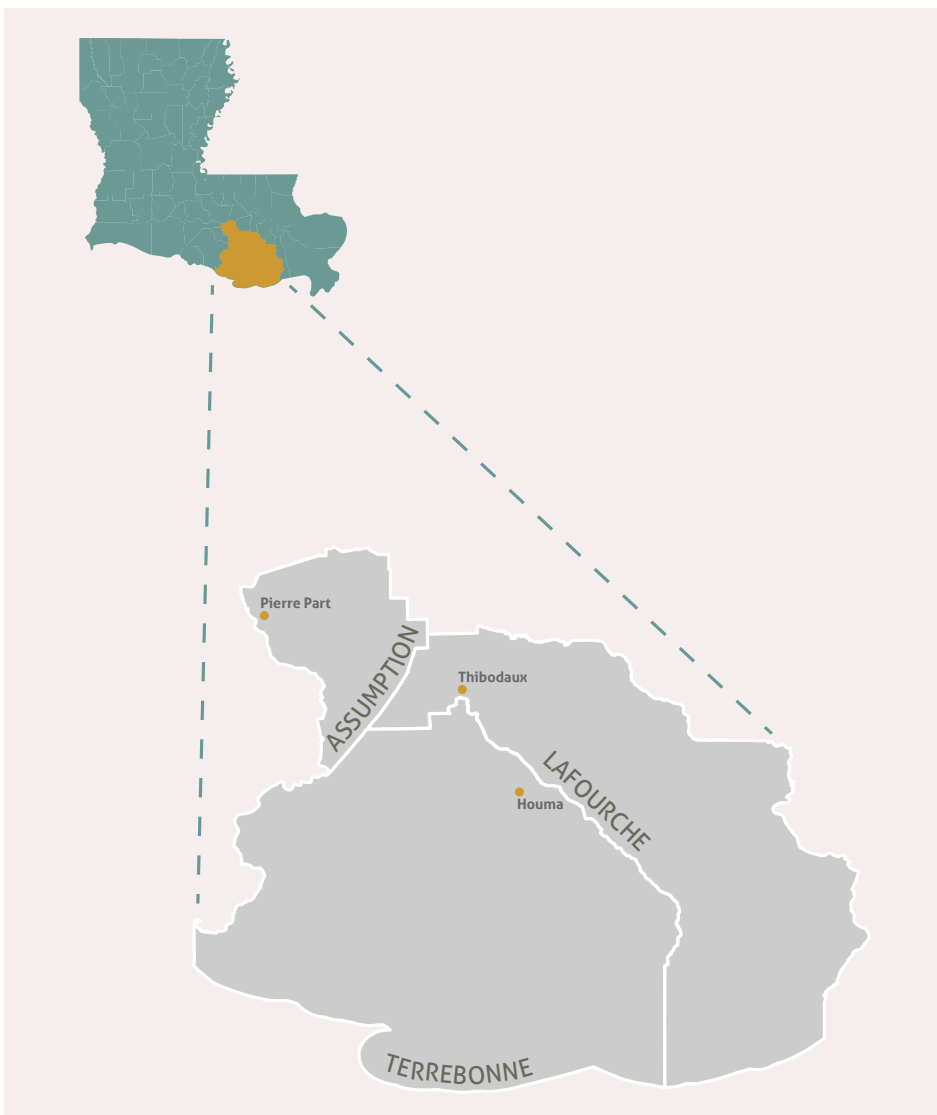 Pierre Part
ASSUMPTION
Thibodaux
LAFOURCHE
Houma
TERREBONNE